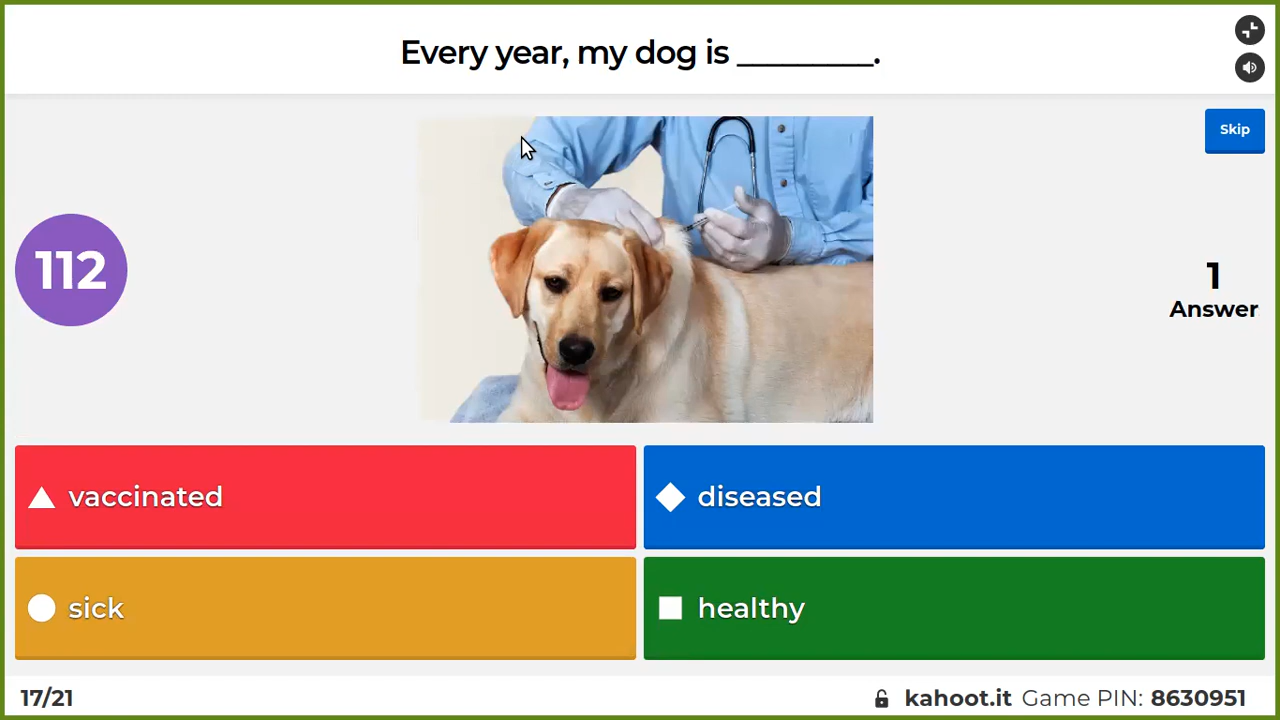 Every year, my dog is _________.
Skip
112
1
Answer
vaccinated
diseased
sick
healthy
17/21
kahoot.it Game PIN: 8630951